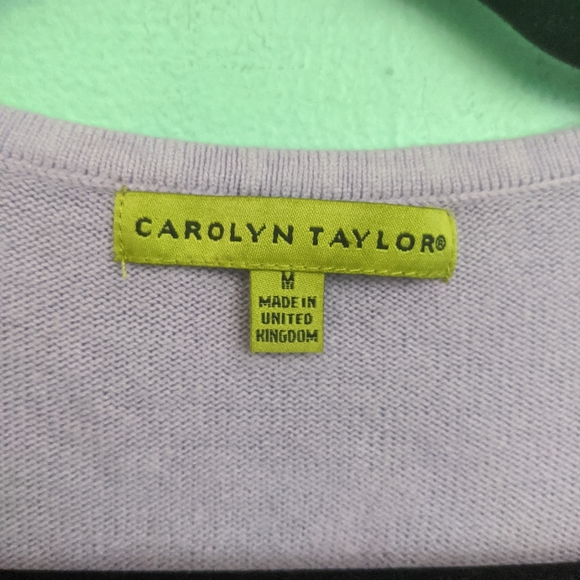 CAROLYN TAYLOR®
M
MADE IN
UNITED
KINGDOM